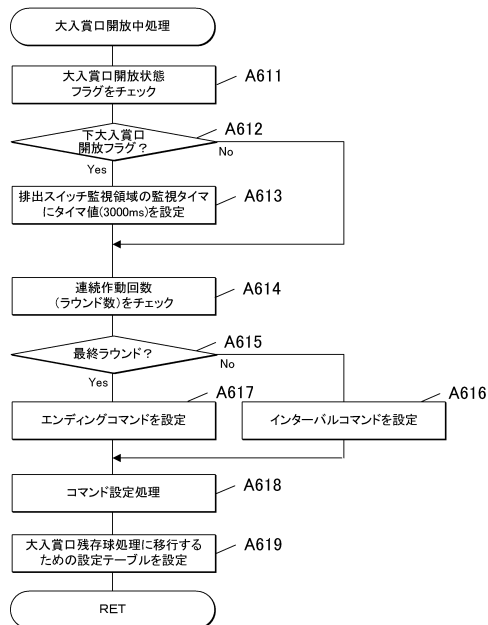 大入賞口開放中処理
大入賞口開放状態
フラグをチェック
A611
下大入賞口
開放フラグ？
A612
No
Yes
排出スイッチ監視領域の監視タイマ
にタイマ値(3000ms)を設定
A613
連続作動回数
(ラウンド数)をチェック
A614
最終ラウンド？
A615
No
Yes
A617
エンディングコマンドを設定
A616
インターバルコマンドを設定
コマンド設定処理
A618
大入賞口残存球処理に移行する
ための設定テーブルを設定
A619
RET